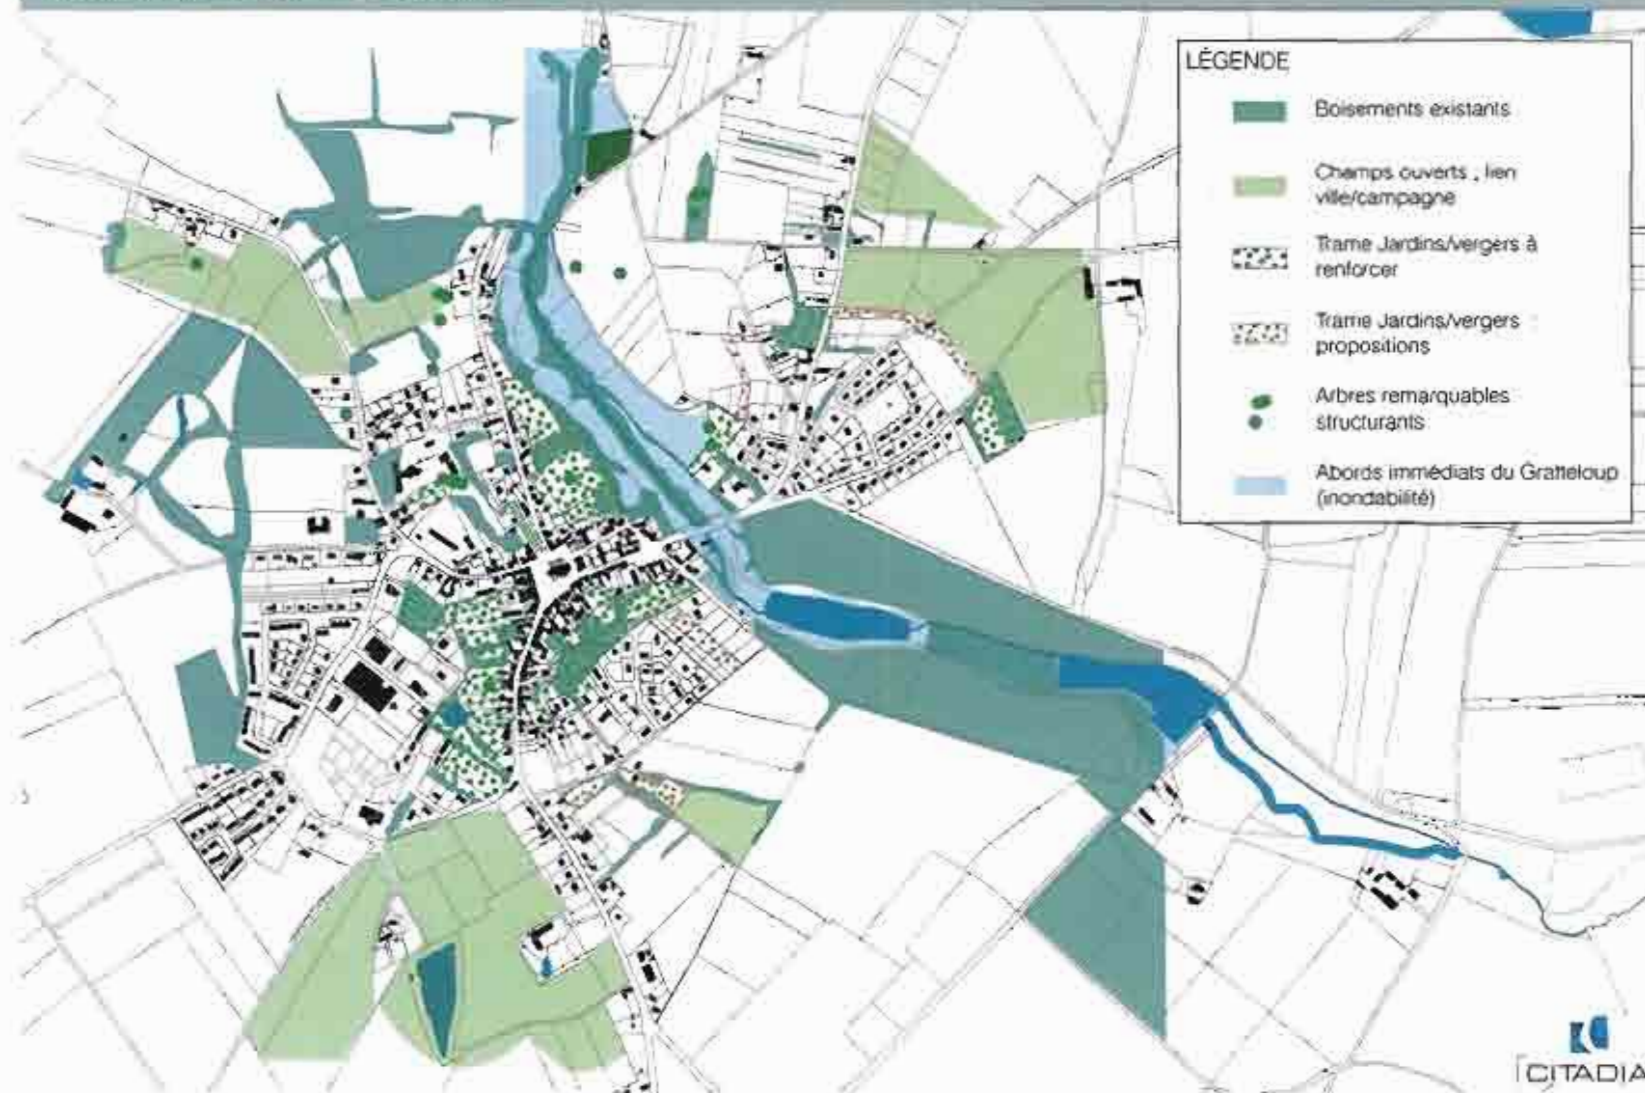 LÉGENDE
Boisements existants
Champs ouverts , lien
ville/campagne
Trame Jardins/vergers à
renforcer
Trame Jardins/vergers
propositions
Arbres remarquables
structurants
Abords immédiats du Gratteloup
(inondabilité)
CITADIA